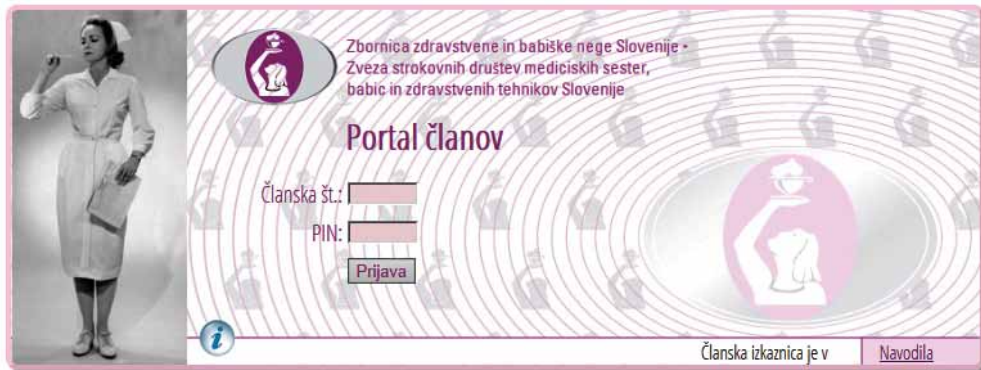 Zbornica zdravstvene in babiške nege Slovenije -
Zveza strokovnih društev mediciskih sester,
babic in zdravstvenih tehnikov Slovenije
Portal članov
Članska št.:
PIN:
Prijava
i
Članska izkaznica je v
Navodila